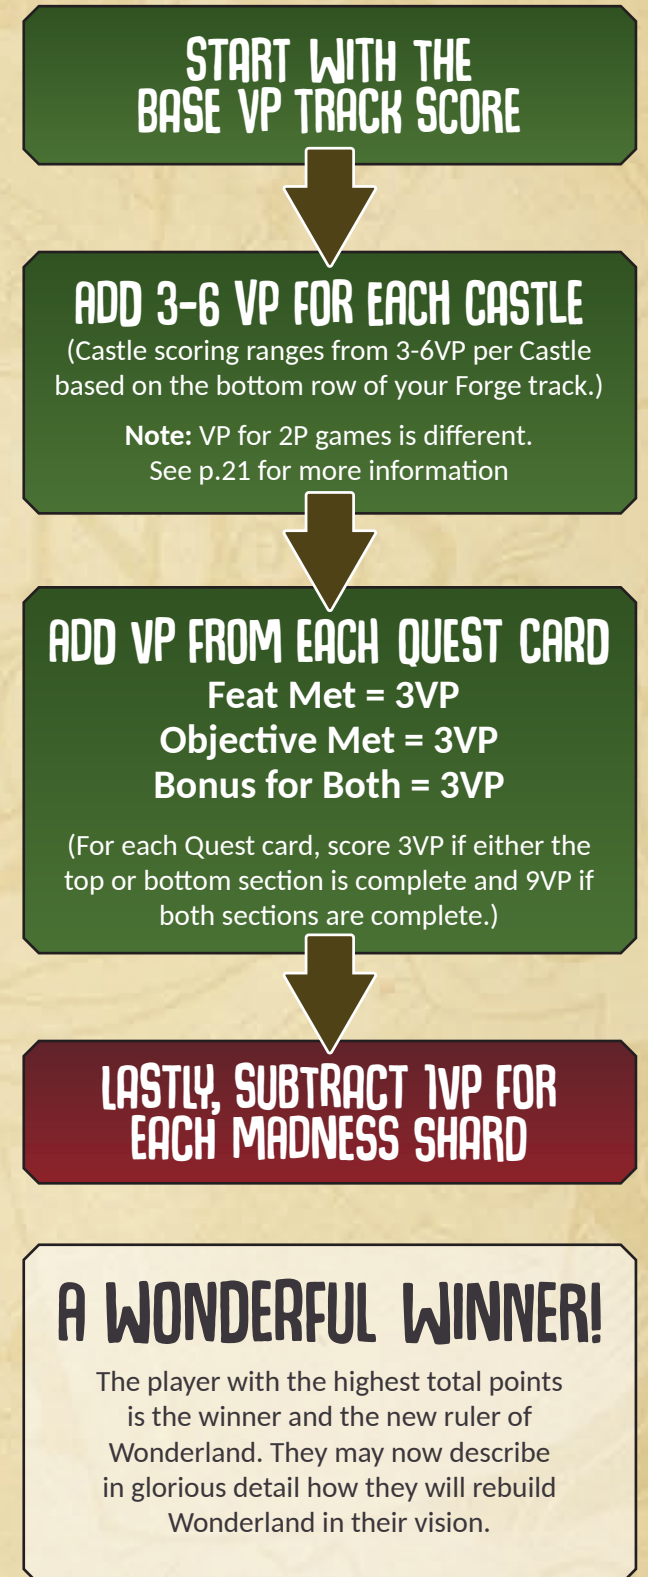 START WITH THE
BASE VP TRACK SCORE
ADD 3-6 VP FOR EACH CASTLE
(Castle scoring ranges from 3-6VP per Castle
based on the bottom row of your Forge track.)
Note: VP for 2P games is different.
See p.21 for more information
ADD VP FROM EACH QUEST CARD
Feat Met = 3VP
Objective Met = 3VP
Bonus for Both = 3VP
(For each Quest card, score 3VP if either the
top or bottom section is complete and 9VP if
both sections are complete.)
LASTLY, SUBTRACT 1VP FOR
EACH MADNESS SHARD
A WONDERFUL WINNER!
The player with the highest total points
is the winner and the new ruler of
Wonderland. They may now describe
in glorious detail how they will rebuild
Wonderland in their vision.